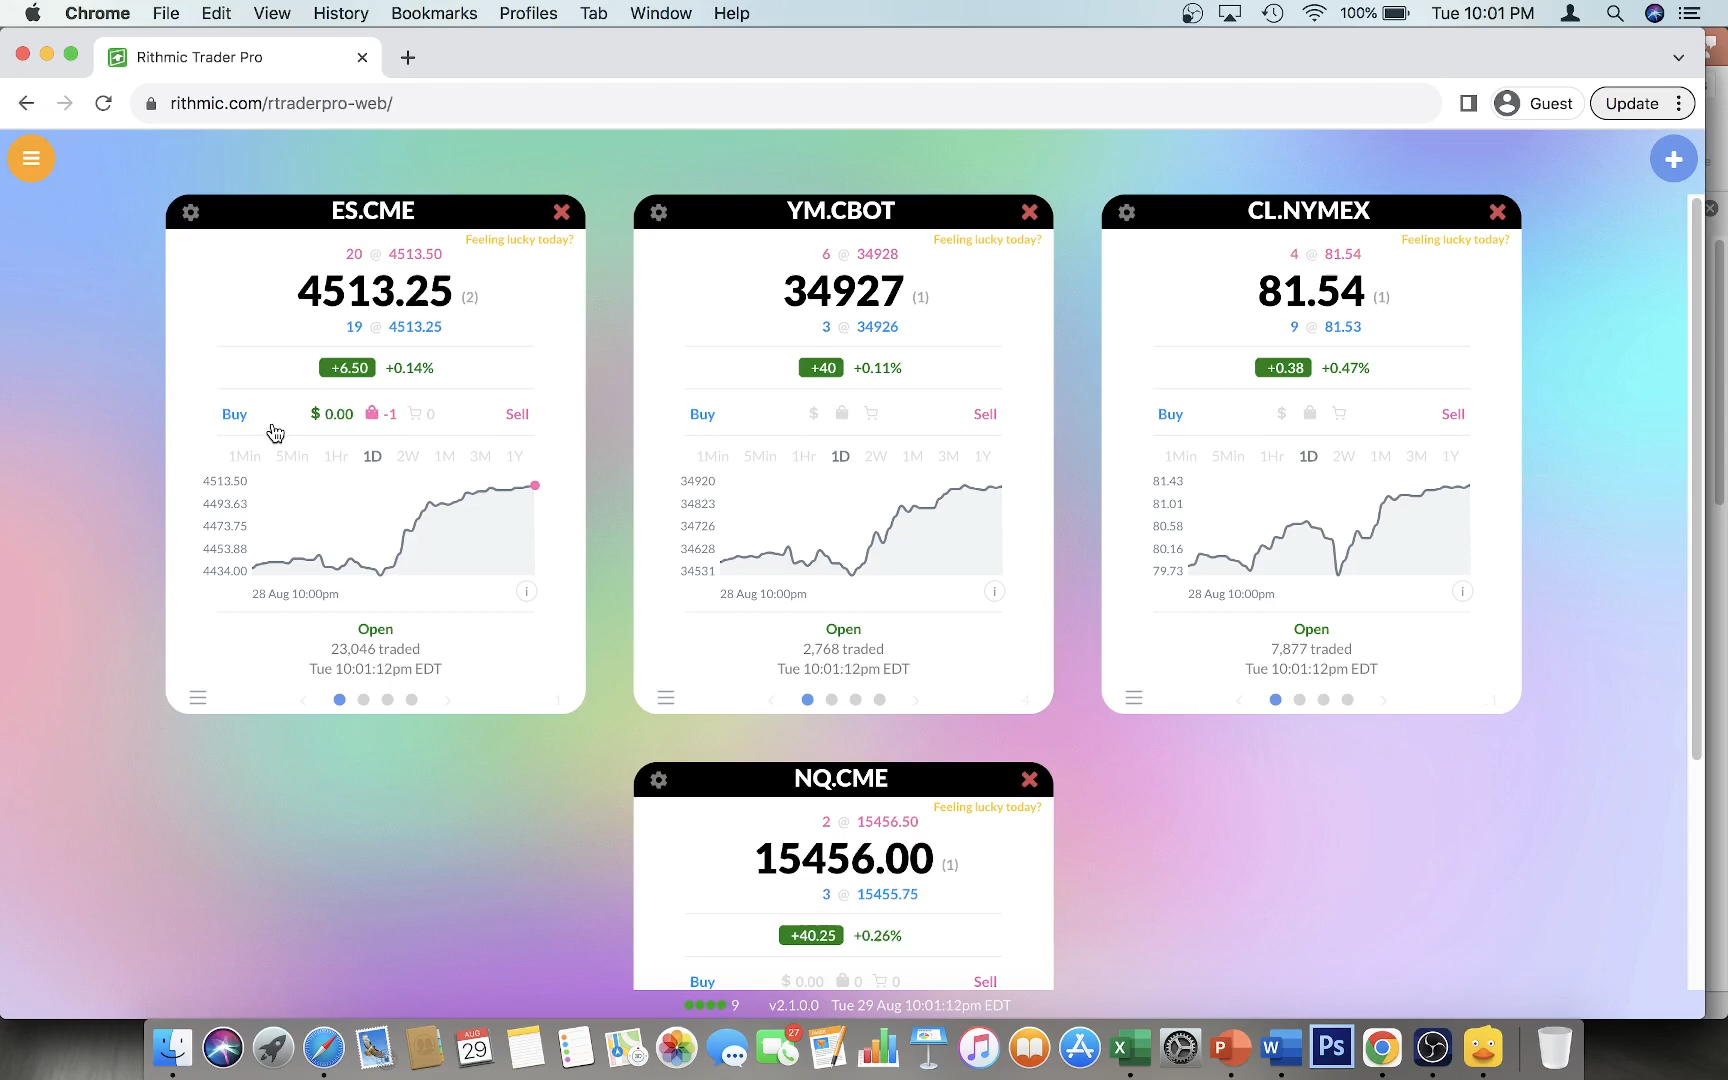 Chrome File Edit View History Bookmarks Profiles Tab Window Help 100% Tue 10:01 PM
Rithmic Trader Pro
rithmic.com/rtraderpro-web/ Guest Update
ES.CME
Feeling lucky today?
20 @ 4513.50
4513.25 (2)
19 @ 4513.25
+6.50 +0.14%
Buy $ 0.00 -1 0 Sell
1Min 5Min 1Hr 1D 2W 1M 3M 1Y
4513.50
4493.63
4473.75
4453.88
4434.00
28 Aug 10:00pm i
Open
23,046 traded
Tue 10:01:12pm EDT
1
YM.CBOT
Feeling lucky today?
6 @ 34928
34927 (1)
3 @ 34926
+40 +0.11%
Buy $ Sell
1Min 5Min 1Hr 1D 2W 1M 3M 1Y
34920
34823
34726
34628
34531
28 Aug 10:00pm i
Open
2,768 traded
Tue 10:01:12pm EDT
4
CL.NYMEX
Feeling lucky today?
4 @ 81.54
81.54 (1)
9 @ 81.53
+0.38 +0.47%
Buy $ Sell
1Min 5Min 1Hr 1D 2W 1M 3M 1Y
81.43
81.01
80.58
80.16
79.73
28 Aug 10:00pm i
Open
7,877 traded
Tue 10:01:12pm EDT
NQ.CME
Feeling lucky today?
2 @ 15456.50
15456.00 (1)
3 @ 15455.75
+40.25 +0.26%
Buy $ 0.00 0 0 Sell
9 v2.1.0.0 Tue 29 Aug 10:01:12pm EDT
AUG
29
3D
27
X P W Ps